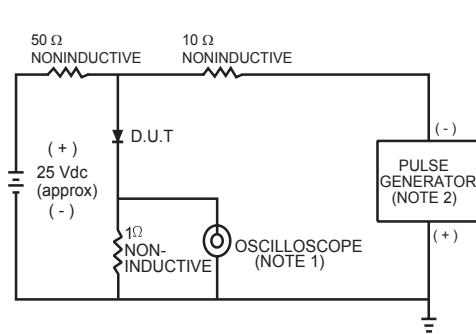 50 Ω
NONINDUCTIVE
10 Ω
NONINDUCTIVE
( + )
25 Vdc
(approx)
( - )
D.U.T
1Ω
NON-
INDUCTIVE
OSCILLOSCOPE
(NOTE 1)
( - )
PULSE
GENERATOR
(NOTE 2)
( + )